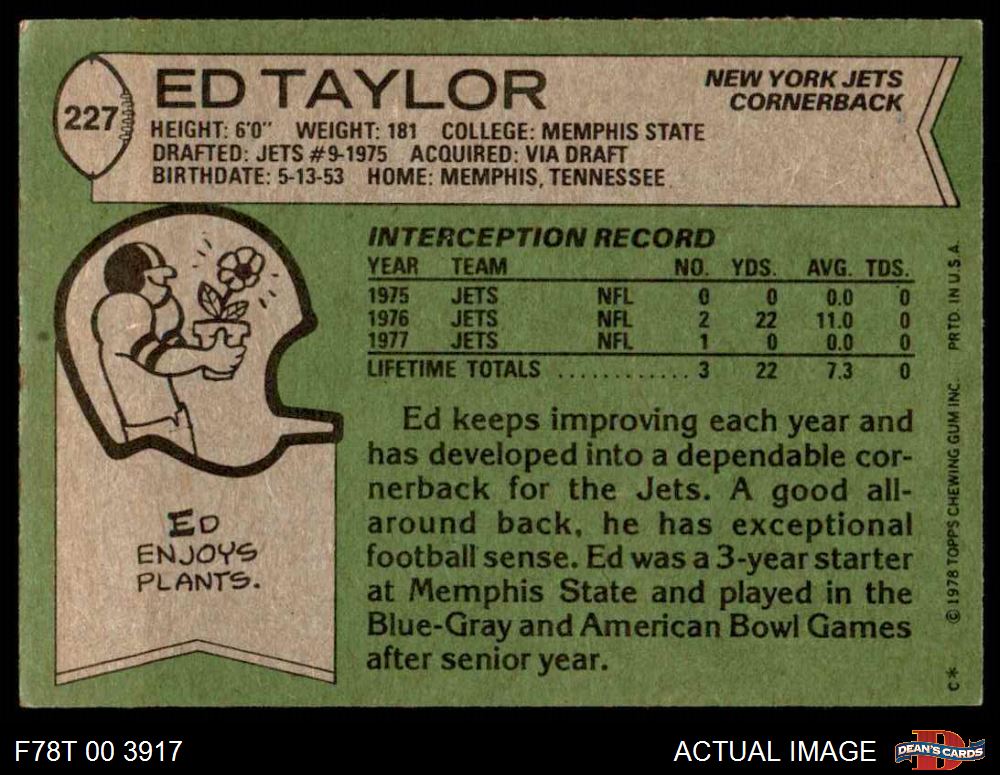 227
ED TAYLOR
NEW YORK JETS
CORNERBACK
HEIGHT: 6'0" WEIGHT: 181 COLLEGE: MEMPHIS STATE
DRAFTED: JETS #9-1975 ACQUIRED: VIA DRAFT
BIRTHDATE: 5-13-53 HOME: MEMPHIS, TENNESSEE
INTERCEPTION RECORD
YEAR TEAM NO. YDS. AVG. TDS.
1975 JETS NFL 0 0 0.0 0
1976 JETS NFL 2 22 11.0 0
1977 JETS NFL 1 0 0.0 0
LIFETIME TOTALS ............ 3 22 7.3 0
Ed keeps improving each year and
has developed into a dependable cor-
nerback for the Jets. A good all-
around back, he has exceptional
football sense. Ed was a 3-year starter
at Memphis State and played in the
Blue-Gray and American Bowl Games
after senior year.
ED
ENJOYS
PLANTS.
C* © 1978 TOPPS CHEWING GUM INC. PRTD. IN U.S.A.
F78T 00 3917
ACTUAL IMAGE
D
DEAN'S CARDS